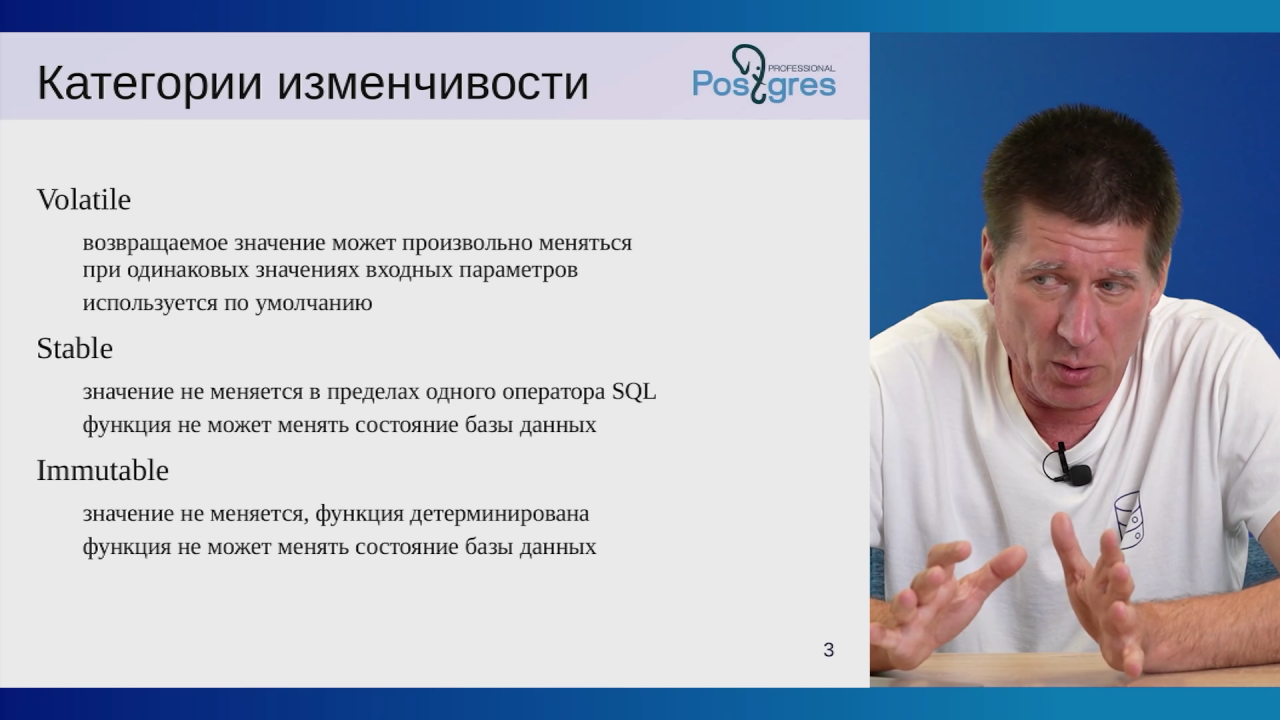 Категории изменчивости
PROFESSIONAL
Postgres
Volatile
возвращаемое значение может произвольно меняться
при одинаковых значениях входных параметров
используется по умолчанию
Stable
значение не меняется в пределах одного оператора SQL
функция не может менять состояние базы данных
Immutable
значение не меняется, функция детерминирована
функция не может менять состояние базы данных
3